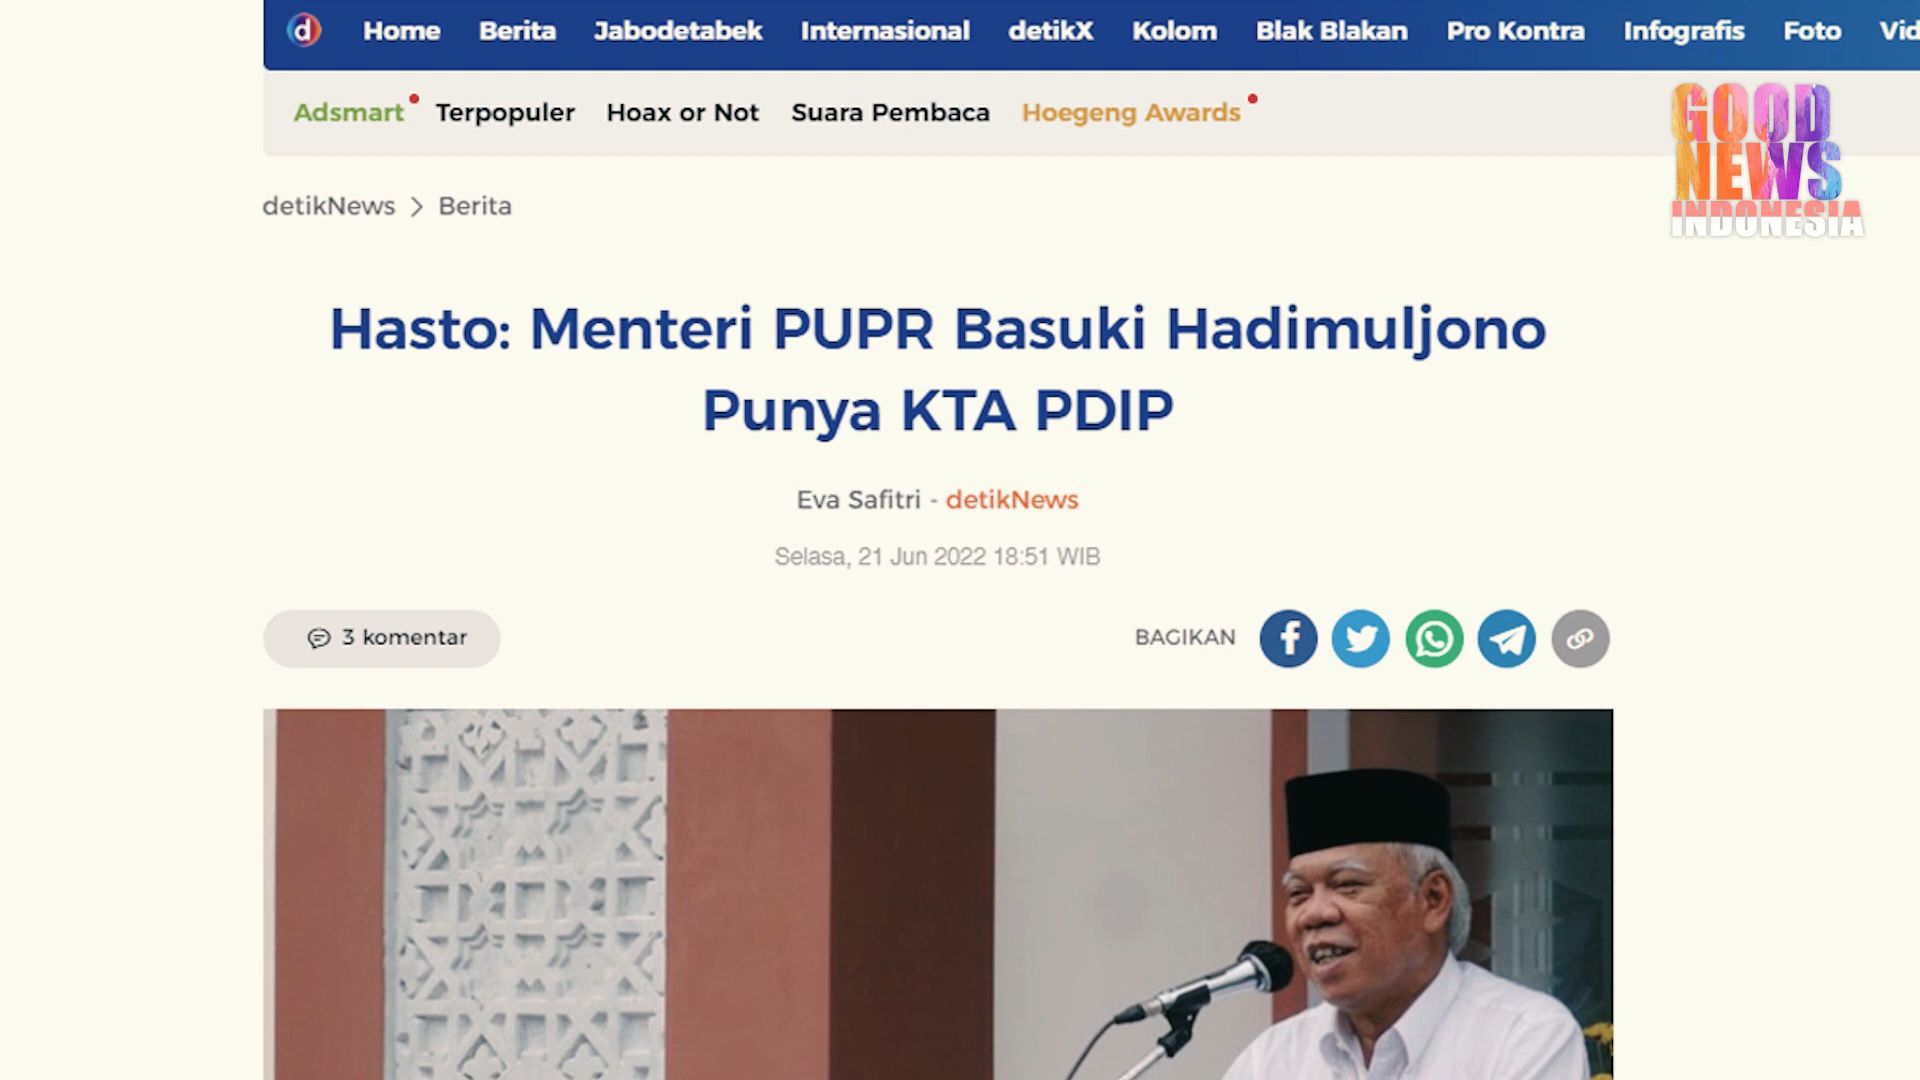 d Home Berita Jabodetabek Internasional detikX Kolom Blak Blakan Pro Kontra Infografis Foto Vid
Adsmart Terpopuler Hoax or Not Suara Pembaca Hoegeng Awards
GOOD
NEWS
INDONESIA
detikNews > Berita
Hasto: Menteri PUPR Basuki Hadimuljono
Punya KTA PDIP
Eva Safitri - detikNews
Selasa, 21 Jun 2022 18:51 WIB
3 komentar
BAGIKAN